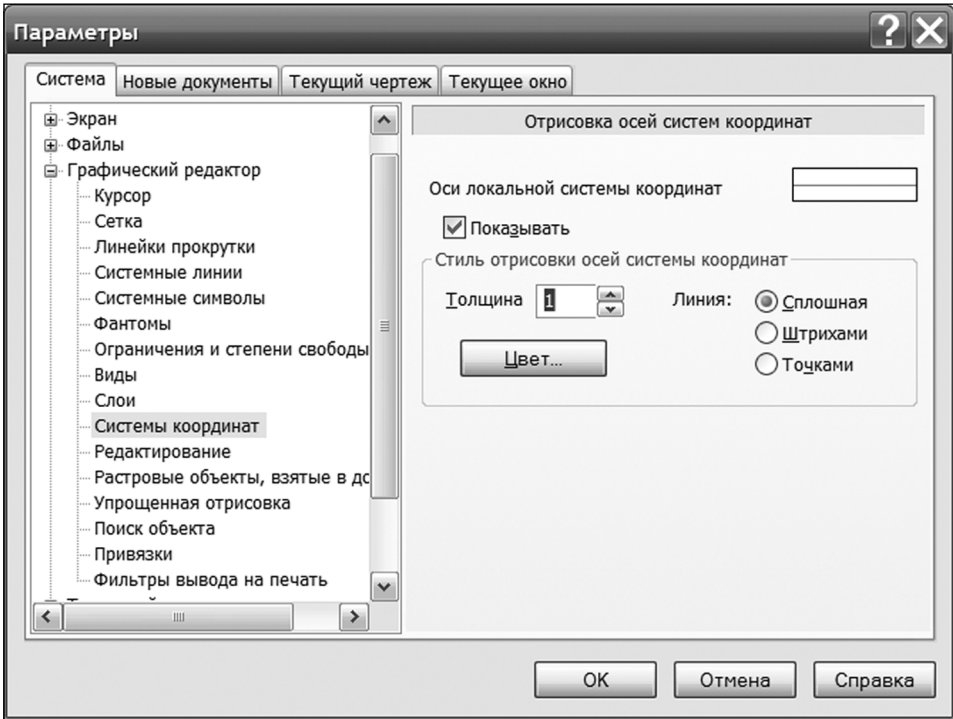 Параметры
Система
Новые документы
Текущий чертеж
Текущее окно
Экран
Файлы
Графический редактор
Курсор
Сетка
Линейки прокрутки
Системные линии
Системные символы
Фантомы
Ограничения и степени свободы
Виды
Слои
Системы координат
Редактирование
Растровые объекты, взятые в до
Упрощенная отрисовка
Поиск объекта
Привязки
Фильтры вывода на печать
Отрисовка осей систем координат
Оси локальной системы координат
Показывать
Стиль отрисовки осей системы координат
Толщина 1
Линия:
Сплошная
Штрихами
Точками
Цвет...
OK
Отмена
Справка